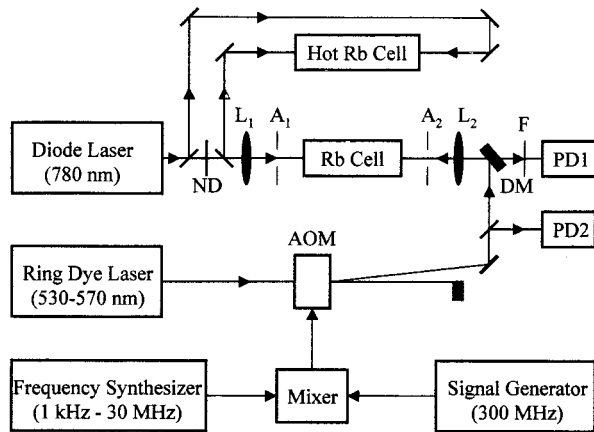 Hot Rb Cell
L1
A1
A2
L2
F
Diode Laser
(780 nm)
ND
Rb Cell
DM
PD1
PD2
AOM
Ring Dye Laser
(530-570 nm)
Frequency Synthesizer
(1 kHz - 30 MHz)
Mixer
Signal Generator
(300 MHz)